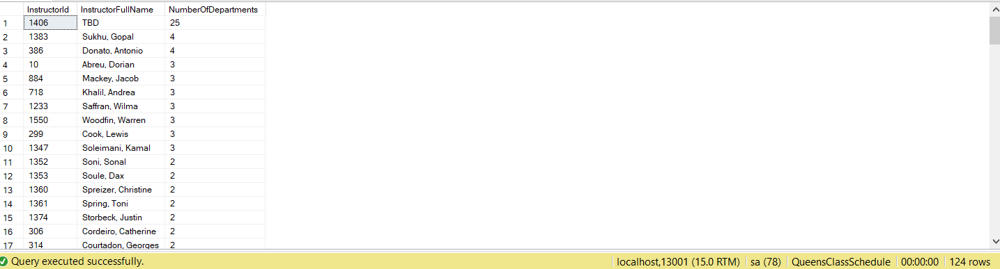 InstructorId InstructorFullName NumberOfDepartments
1 1406 TBD 25
2 1383 Sukhu, Gopal 4
3 386 Donato, Antonio 4
4 10 Abreu, Dorian 3
5 884 Mackey, Jacob 3
6 718 Khalil, Andrea 3
7 1233 Saffran, Wilma 3
8 1550 Woodfin, Warren 3
9 299 Cook, Lewis 3
10 1347 Soleimani, Kamal 3
11 1352 Soni, Sonal 2
12 1353 Soule, Dax 2
13 1360 Spreizer, Christine 2
14 1361 Spring, Toni 2
15 1374 Storbeck, Justin 2
16 306 Cordeiro, Catherine 2
17 314 Courtadon, Georges 2
Query executed successfully. localhost,13001 (15.0 RTM) sa (78) QueensClassSchedule 00:00:00 124 rows